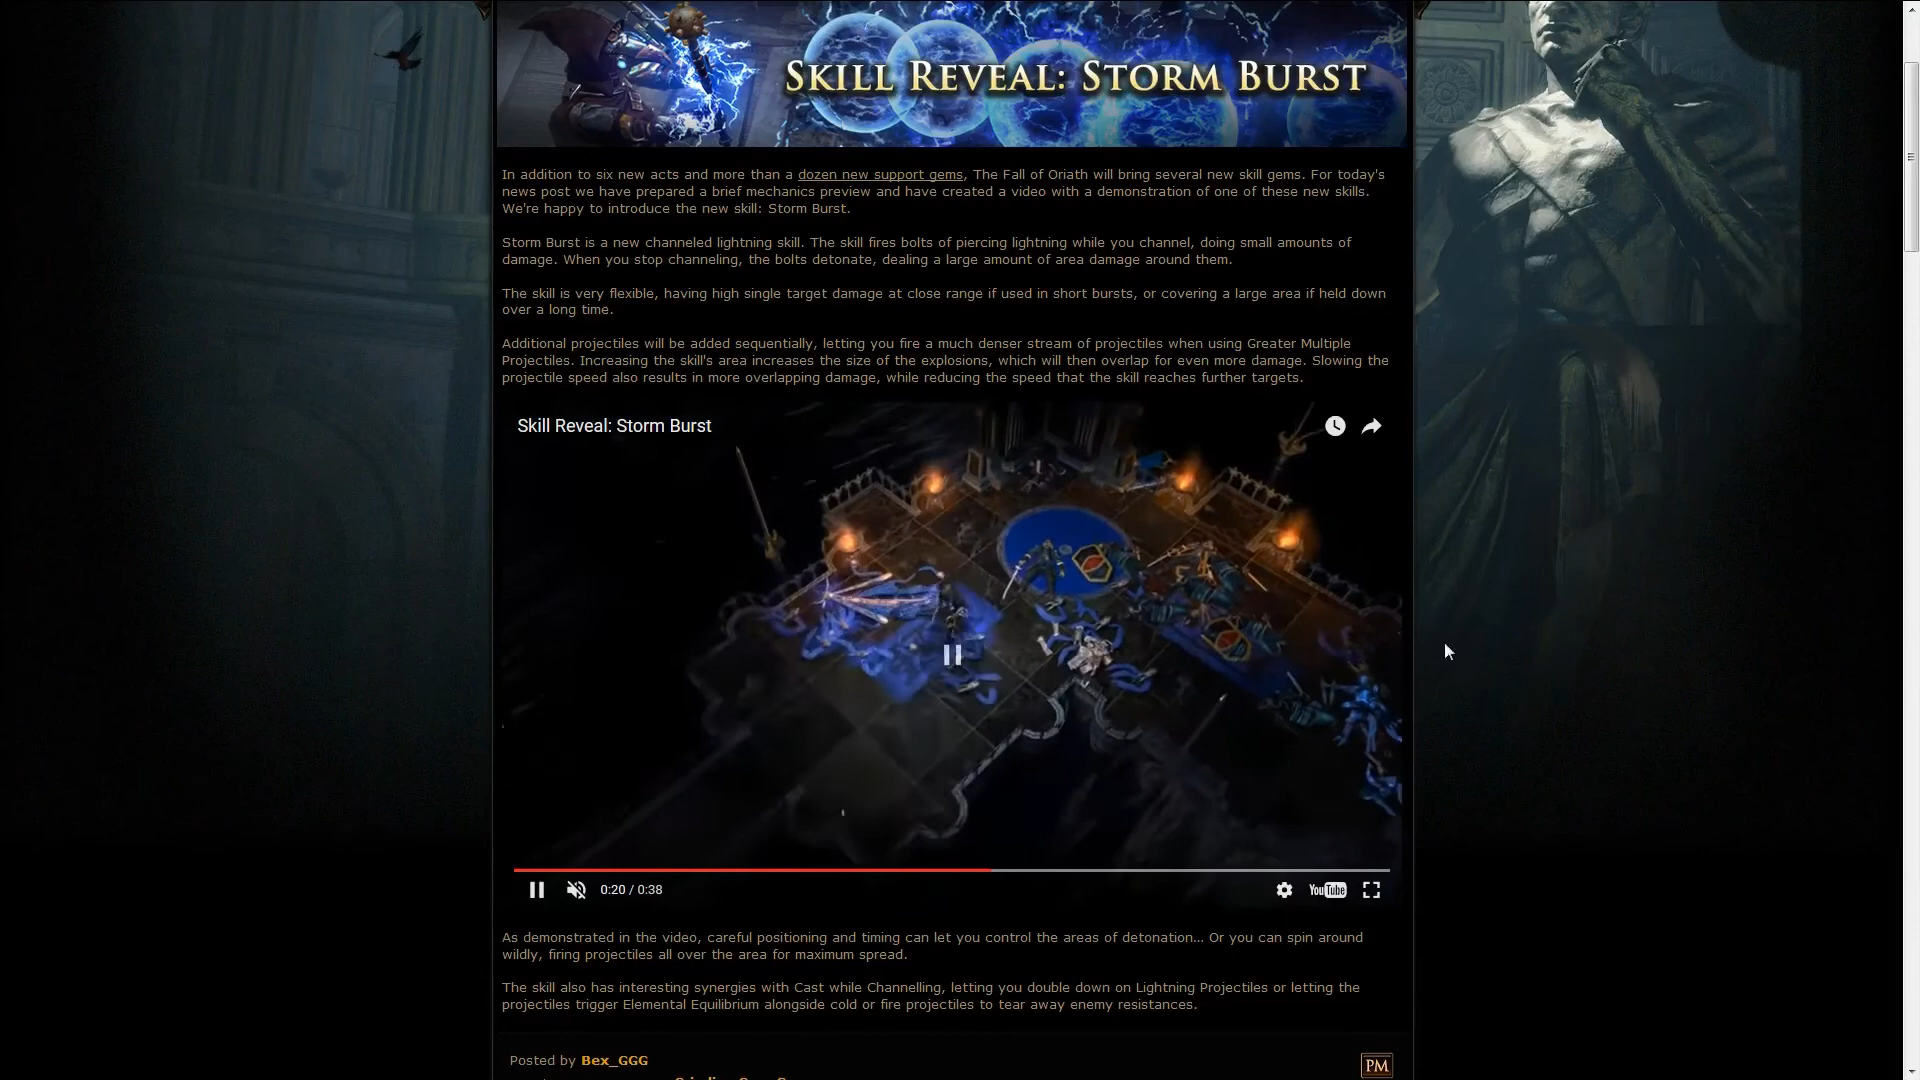 SKILL REVEAL: STORM BURST
In addition to six new acts and more than a dozen new support gems, The Fall of Oriath will bring several new skill gems. For today's
news post we have prepared a brief mechanics preview and have created a video with a demonstration of one of these new skills.
We're happy to introduce the new skill: Storm Burst.
Storm Burst is a new channeled lightning skill. The skill fires bolts of piercing lightning while you channel, doing small amounts of
damage. When you stop channeling, the bolts detonate, dealing a large amount of area damage around them.
The skill is very flexible, having high single target damage at close range if used in short bursts, or covering a large area if held down
over a long time.
Additional projectiles will be added sequentially, letting you fire a much denser stream of projectiles when using Greater Multiple
Projectiles. Increasing the skill's area increases the size of the explosions, which will then overlap for even more damage. Slowing the
projectile speed also results in more overlapping damage, while reducing the speed that the skill reaches further targets.
Skill Reveal: Storm Burst
0:20 / 0:38
YouTube
As demonstrated in the video, careful positioning and timing can let you control the areas of detonation... Or you can spin around
wildly, firing projectiles all over the area for maximum spread.
The skill also has interesting synergies with Cast while Channelling, letting you double down on Lightning Projectiles or letting the
projectiles trigger Elemental Equilibrium alongside cold or fire projectiles to tear away enemy resistances.
Posted by Bex_GGG
PM